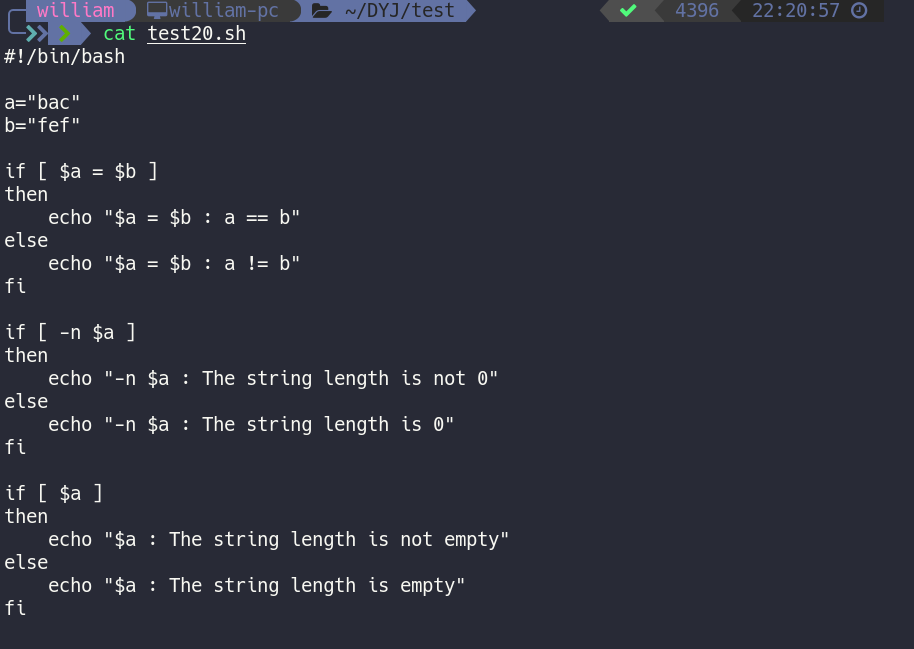 william william-pc ~/DYJ/test 4396 22:20:57
cat test20.sh
#!/bin/bash

a="bac"
b="fef"

if [ $a = $b ]
then
    echo "$a = $b : a == b"
else
    echo "$a = $b : a != b"
fi

if [ -n $a ]
then
    echo "-n $a : The string length is not 0"
else
    echo "-n $a : The string length is 0"
fi

if [ $a ]
then
    echo "$a : The string length is not empty"
else
    echo "$a : The string length is empty"
fi